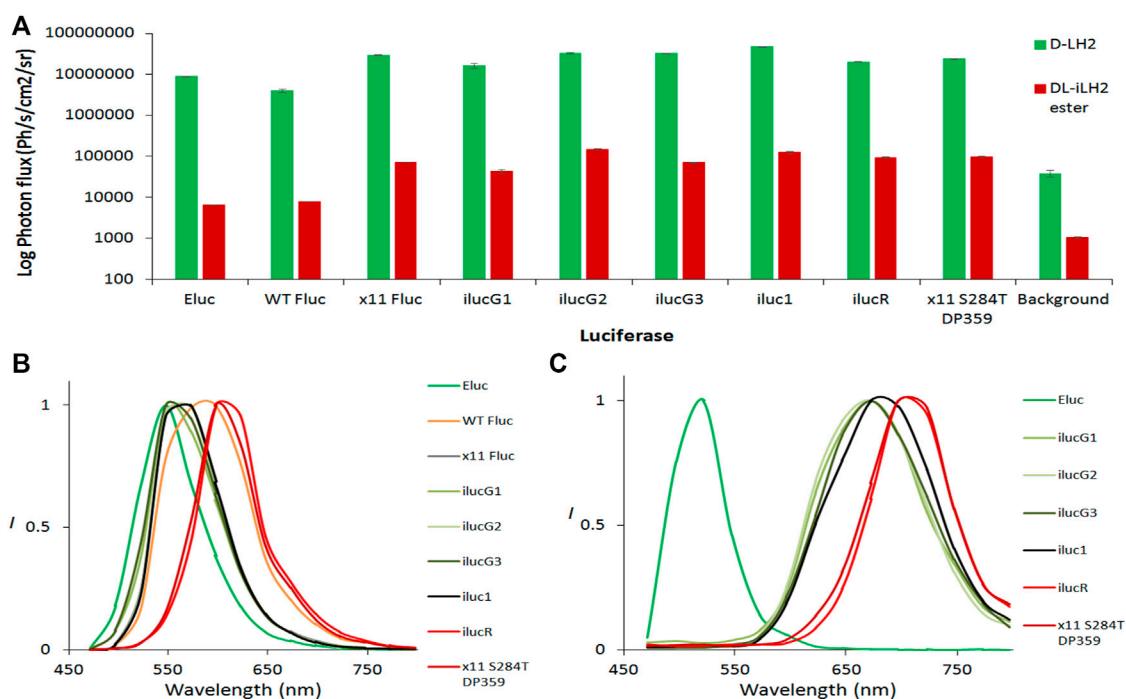 A
Log Photon flux (Ph/s/cm2/sr)
100000000
10000000
1000000
100000
10000
1000
100
Eluc
WT Fluc
x11 Fluc
ilucG1
ilucG2
ilucG3
iluc1
ilucR
x11 S284T
DP359
Background
Luciferase
D-LH2
DL-iLH2
ester
B
I
1
0.5
0
450
550
650
750
Wavelength (nm)
Eluc
WT Fluc
x11 Fluc
ilucG1
ilucG2
ilucG3
iluc1
ilucR
x11 S284T
DP359
C
I
1
0.5
0
450
550
650
750
Wavelength (nm)
Eluc
ilucG1
ilucG2
ilucG3
iluc1
ilucR
x11 S284T
DP359